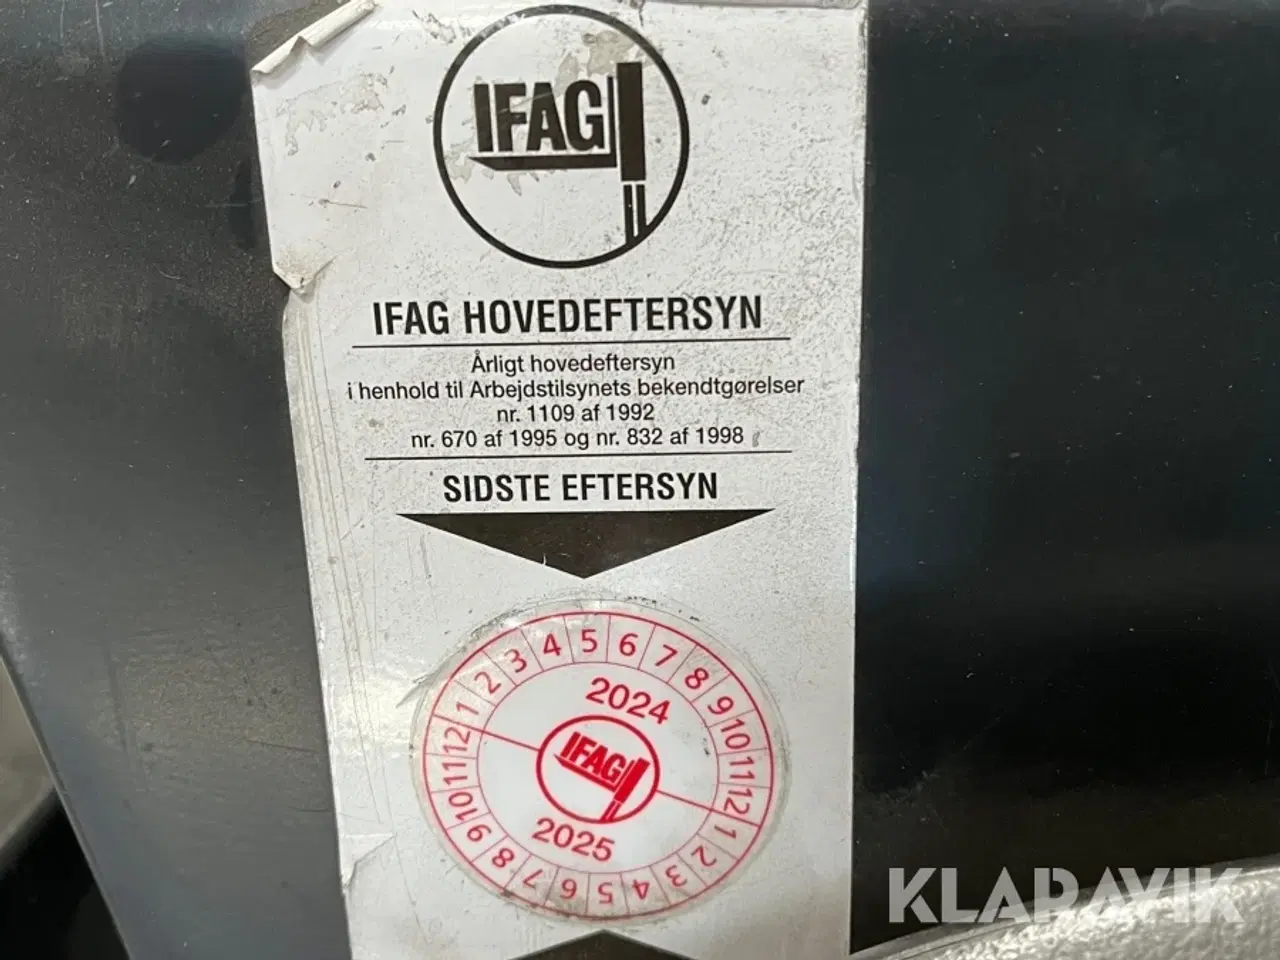 IFAG
IFAG HOVEDEFTERSYN
Årligt hovedeftersyn
i henhold til Arbejdstilsynets bekendtgørelser
nr. 1109 af 1992
nr. 670 af 1995 og nr. 832 af 1998
SIDSTE EFTERSYN
1 2 3 4 5 6 7 8 9 10 11 12
2024
IFAG
2025
1 2 3 4 5 6 7 8 9 10 11 12
KLARAVIK